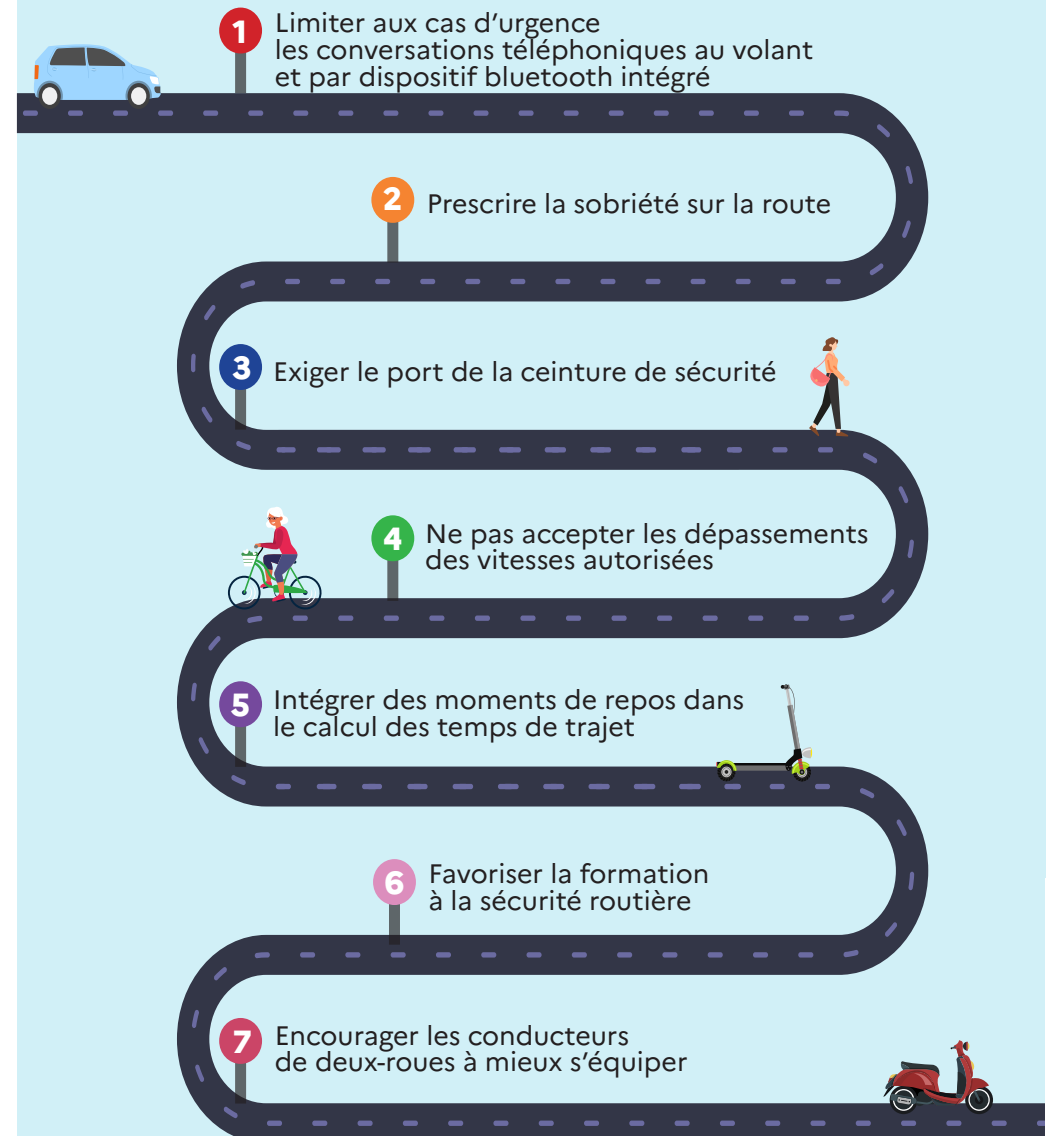 1
Limiter aux cas d’urgence
les conversations téléphoniques au volant
et par dispositif bluetooth intégré
2
Prescrire la sobriété sur la route
3
Exiger le port de la ceinture de sécurité
4
Ne pas accepter les dépassements
des vitesses autorisées
5
Intégrer des moments de repos dans
le calcul des temps de trajet
6
Favoriser la formation
à la sécurité routière
7
Encourager les conducteurs
de deux-roues à mieux s’équiper